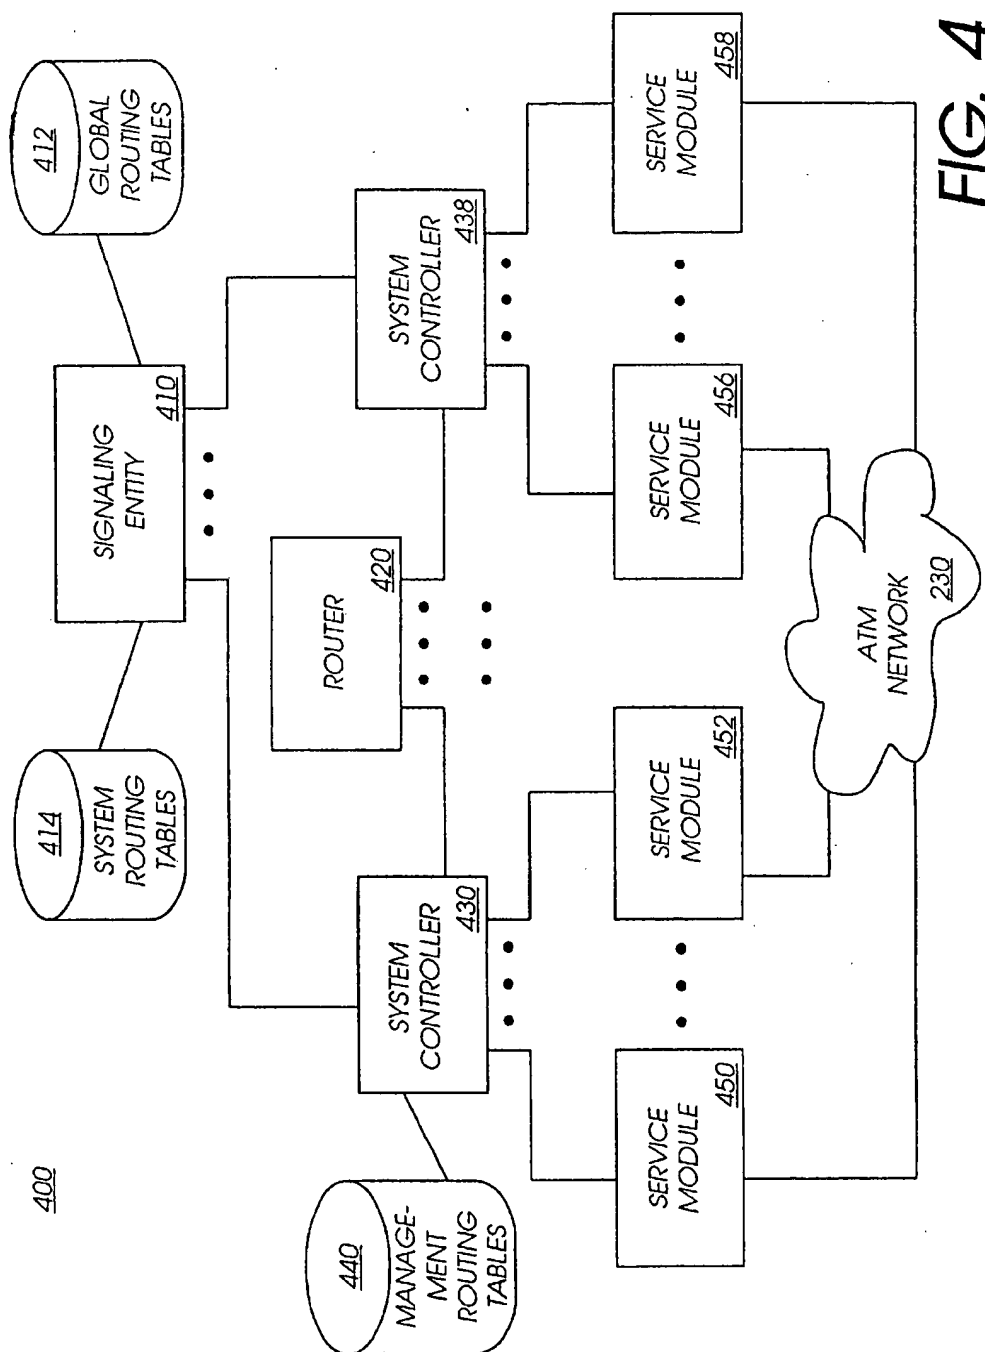 400
414
SYSTEM
ROUTING
TABLES
412
GLOBAL
ROUTING
TABLES
SIGNALING
ENTITY
410
ROUTER
420
440
MANAGE-
MENT
ROUTING
TABLES
SYSTEM
CONTROLLER
430
SYSTEM
CONTROLLER
438
SERVICE
MODULE
450
SERVICE
MODULE
452
SERVICE
MODULE
456
SERVICE
MODULE
458
ATM
NETWORK
230
FIG. 4